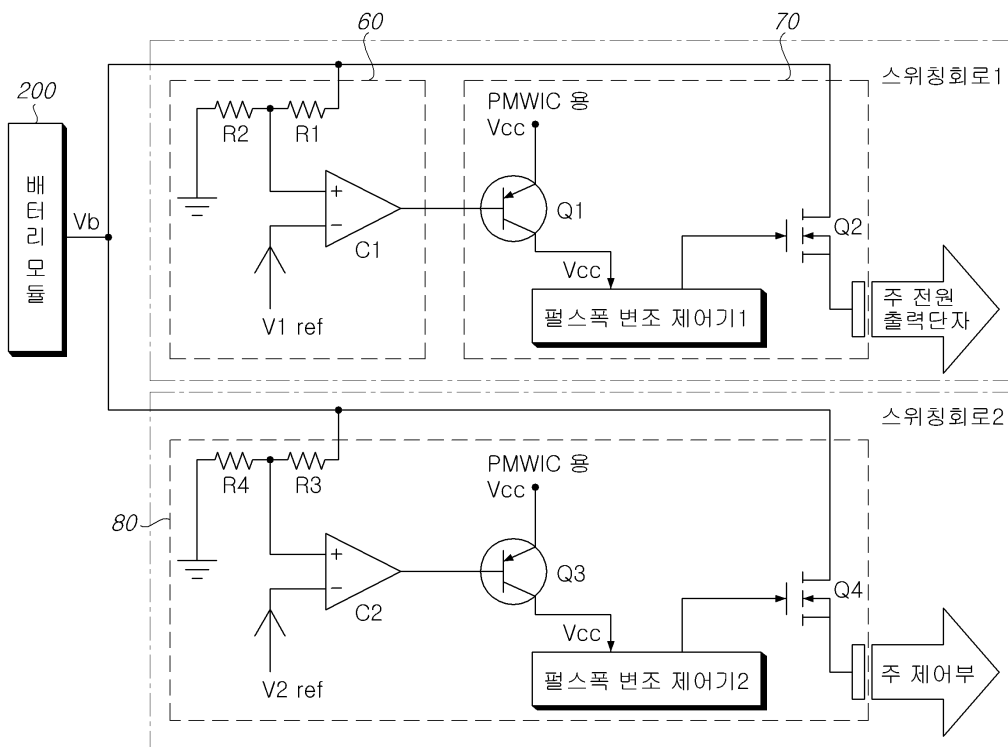 60
70
스위칭회로1
200
배터리 모듈
Vb
R2
R1
+
−
C1
V1 ref
PMWIC 용
Vcc
Q1
Vcc
펄스폭 변조 제어기1
Q2
주 전원
출력단자
스위칭회로2
80
R4
R3
+
−
C2
V2 ref
PMWIC 용
Vcc
Q3
Vcc
펄스폭 변조 제어기2
Q4
주 제어부